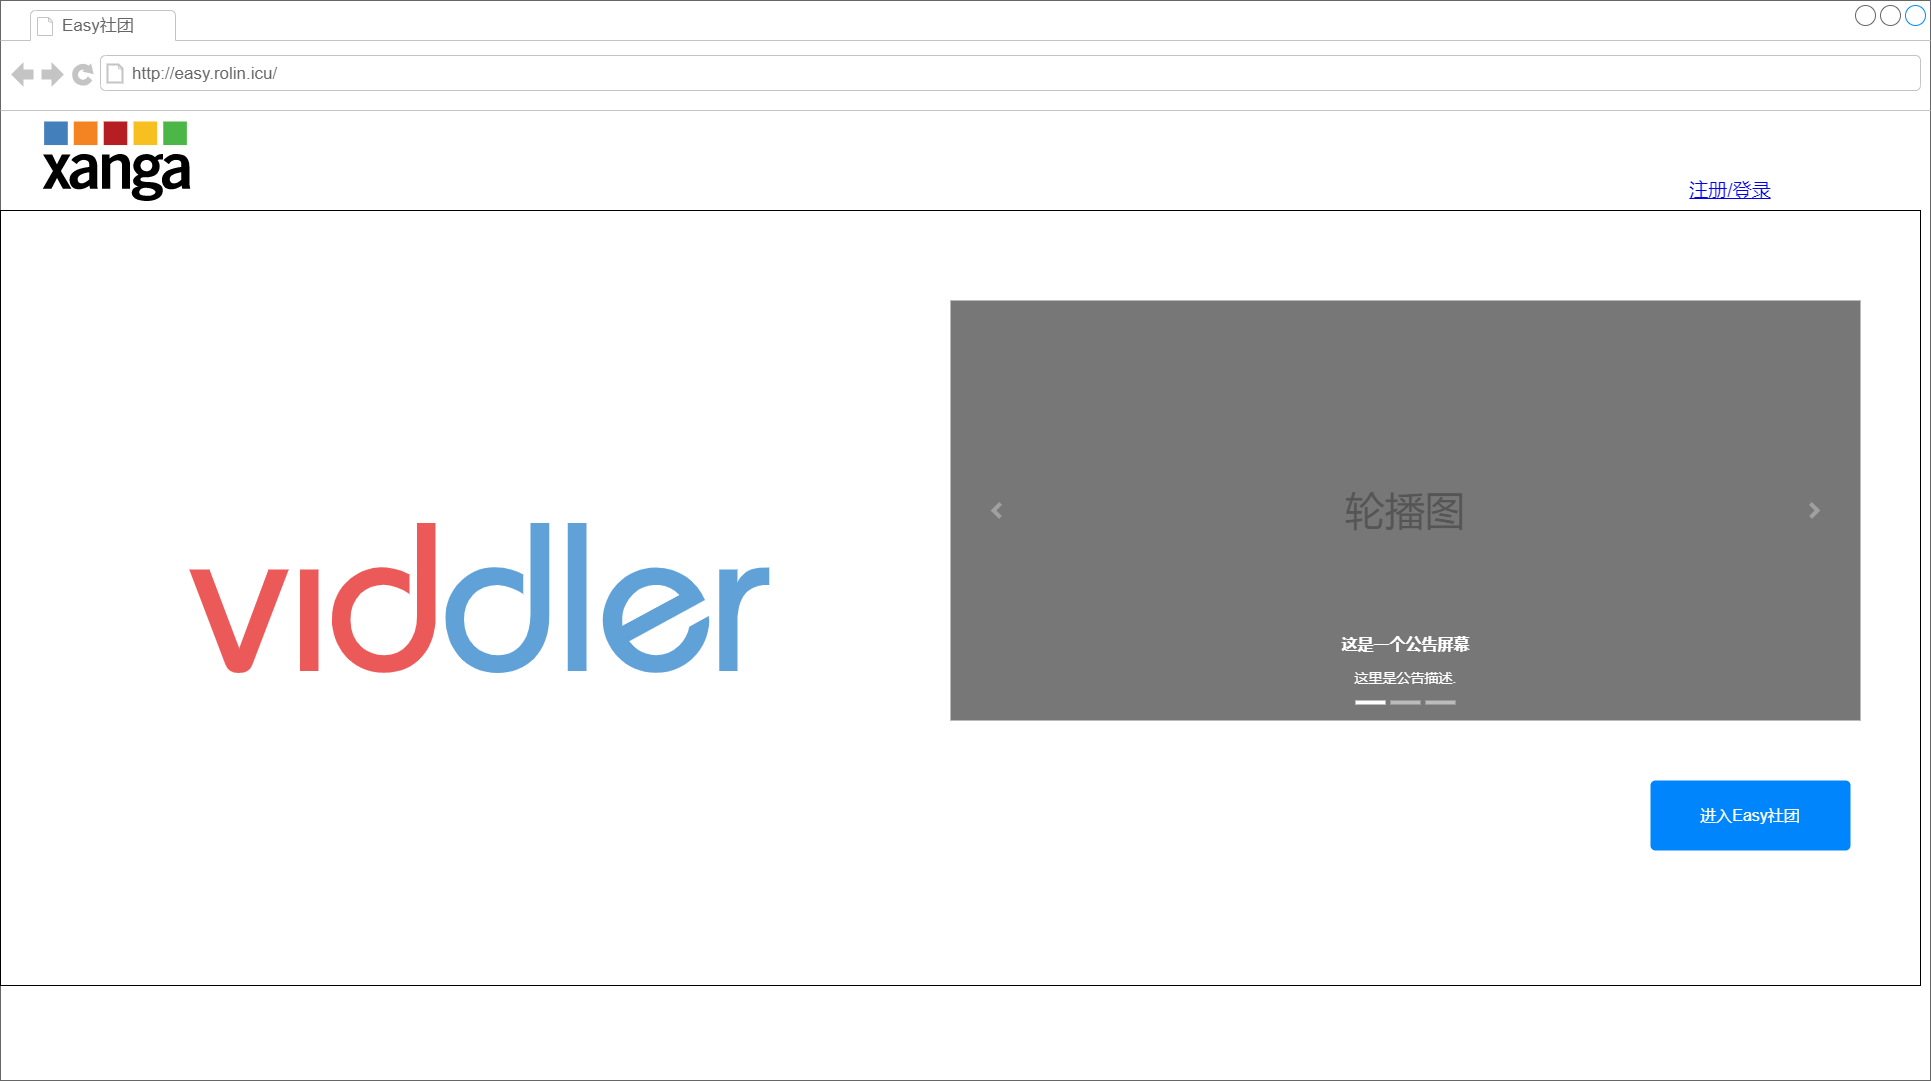 Easy社团
http://easy.rolin.icu/
xanga
注册/登录
viddler
轮播图
这是一个公告屏幕
这里是公告描述.
进入Easy社团